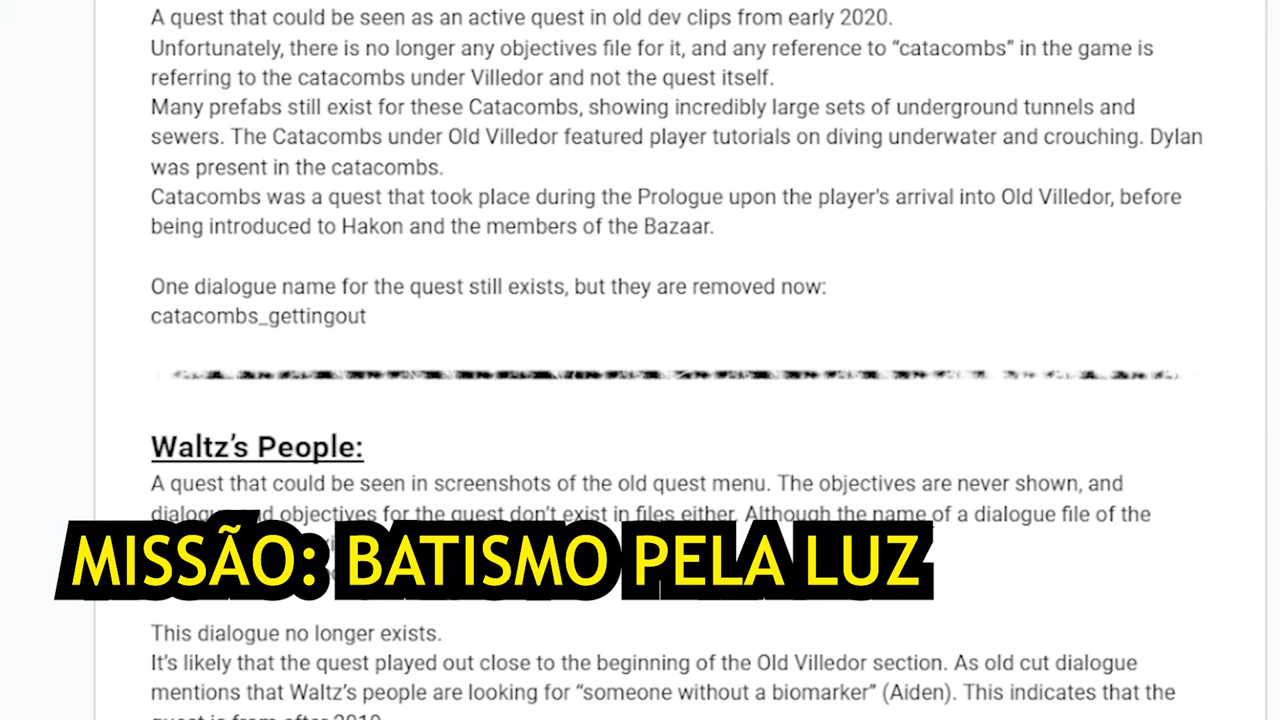 A quest that could be seen as an active quest in old dev clips from early 2020.
Unfortunately, there is no longer any objectives file for it, and any reference to “catacombs” in the game is
referring to the catacombs under Villedor and not the quest itself.
Many prefabs still exist for these Catacombs, showing incredibly large sets of underground tunnels and
sewers. The Catacombs under Old Villedor featured player tutorials on diving underwater and crouching. Dylan
was present in the catacombs.
Catacombs was a quest that took place during the Prologue upon the player's arrival into Old Villedor, before
being introduced to Hakon and the members of the Bazaar.
One dialogue name for the quest still exists, but they are removed now:
catacombs_gettingout
Waltz’s People:
A quest that could be seen in screenshots of the old quest menu. The objectives are never shown, and
objectives for the quest don’t exist in files either. Although the name of a dialogue file of the
MISSÃO: BATISMO PELA LUZ
This dialogue no longer exists.
It’s likely that the quest played out close to the beginning of the Old Villedor section. As old cut dialogue
mentions that Waltz’s people are looking for “someone without a biomarker” (Aiden). This indicates that the